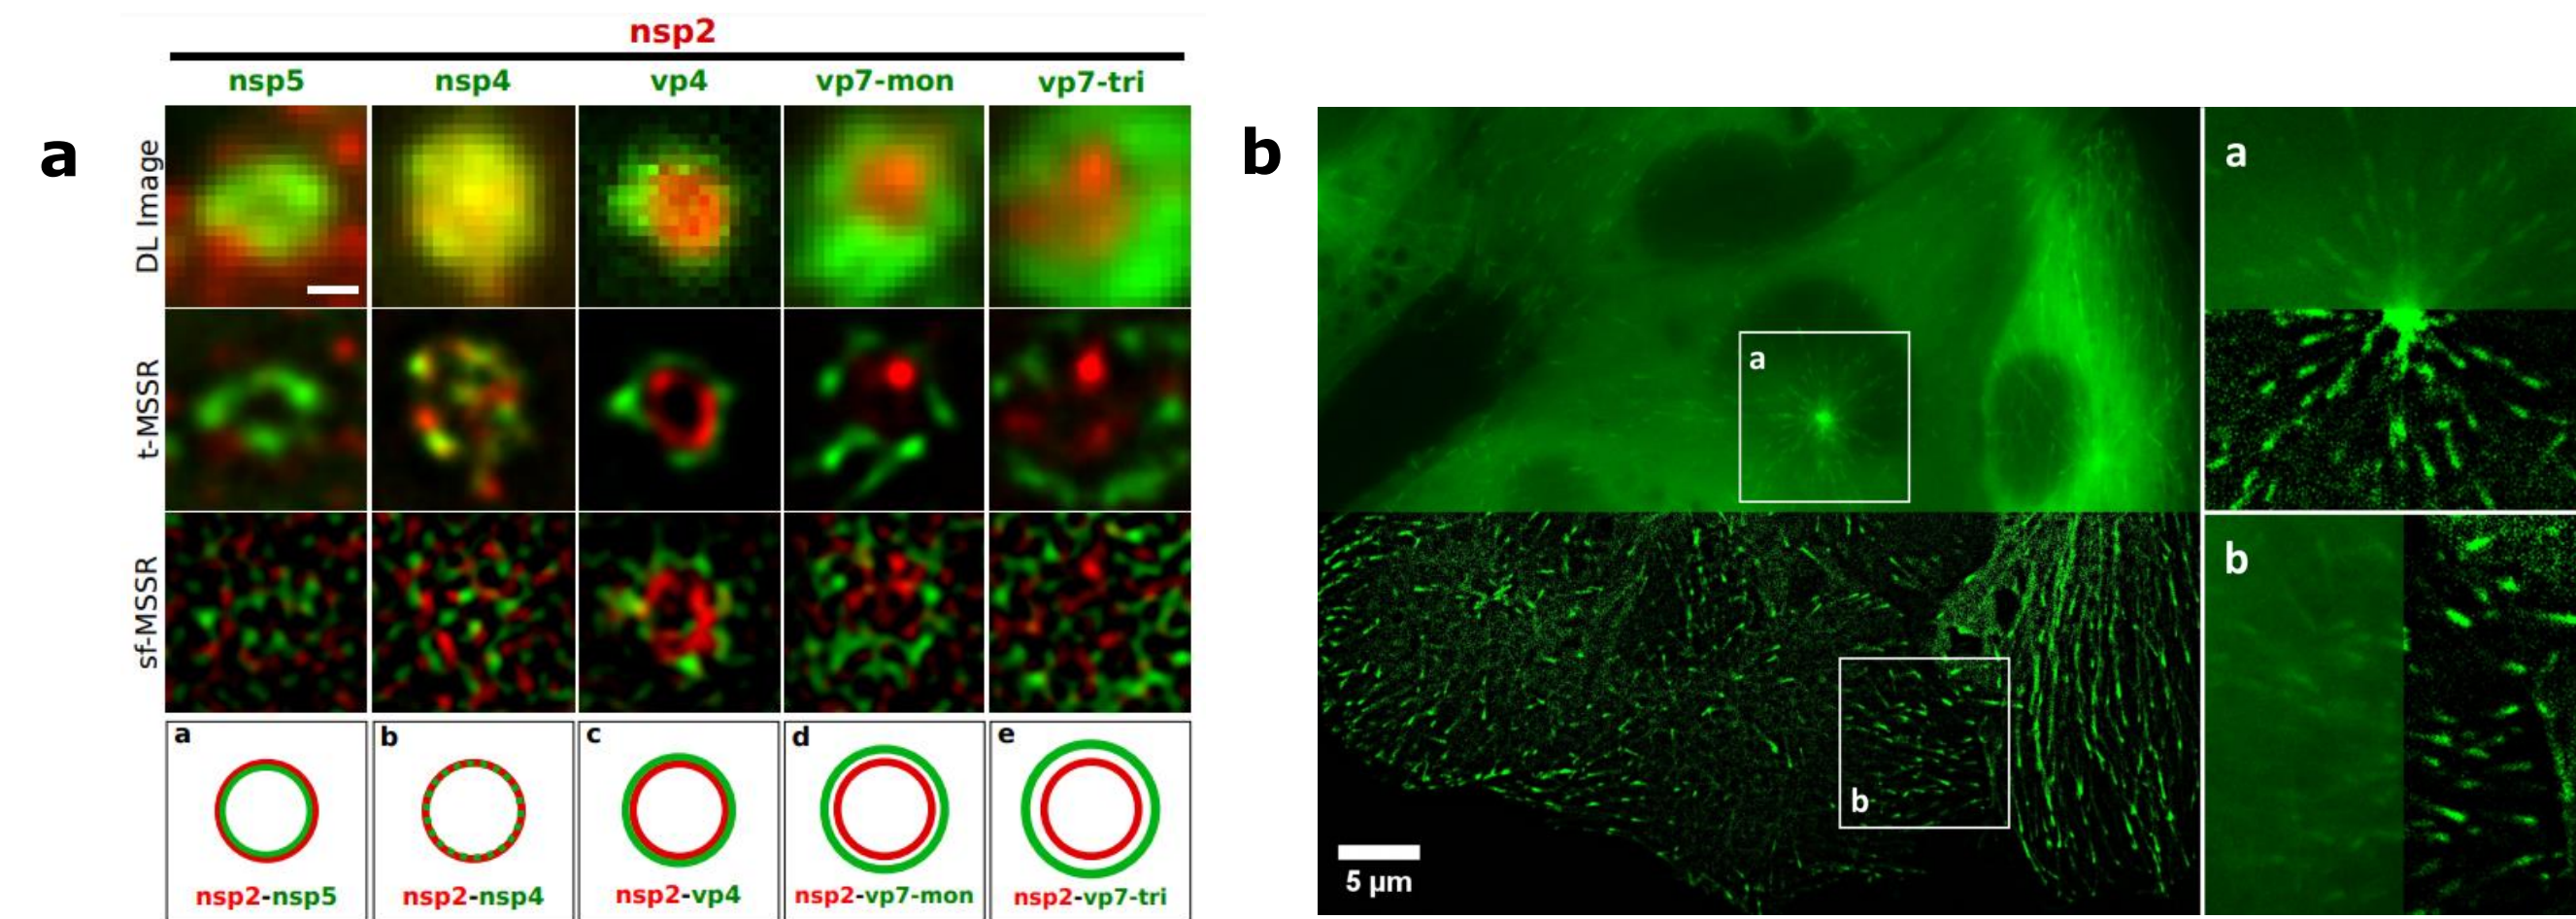 a
nsp2
nsp5 nsp4 vp4 vp7-mon vp7-tri
DL Image
t-MSSR
sf-MSSR
a b c d e
nsp2-nsp5 nsp2-nsp4 nsp2-vp4 nsp2-vp7-mon nsp2-vp7-tri
b
a
b
5 µm
a
b